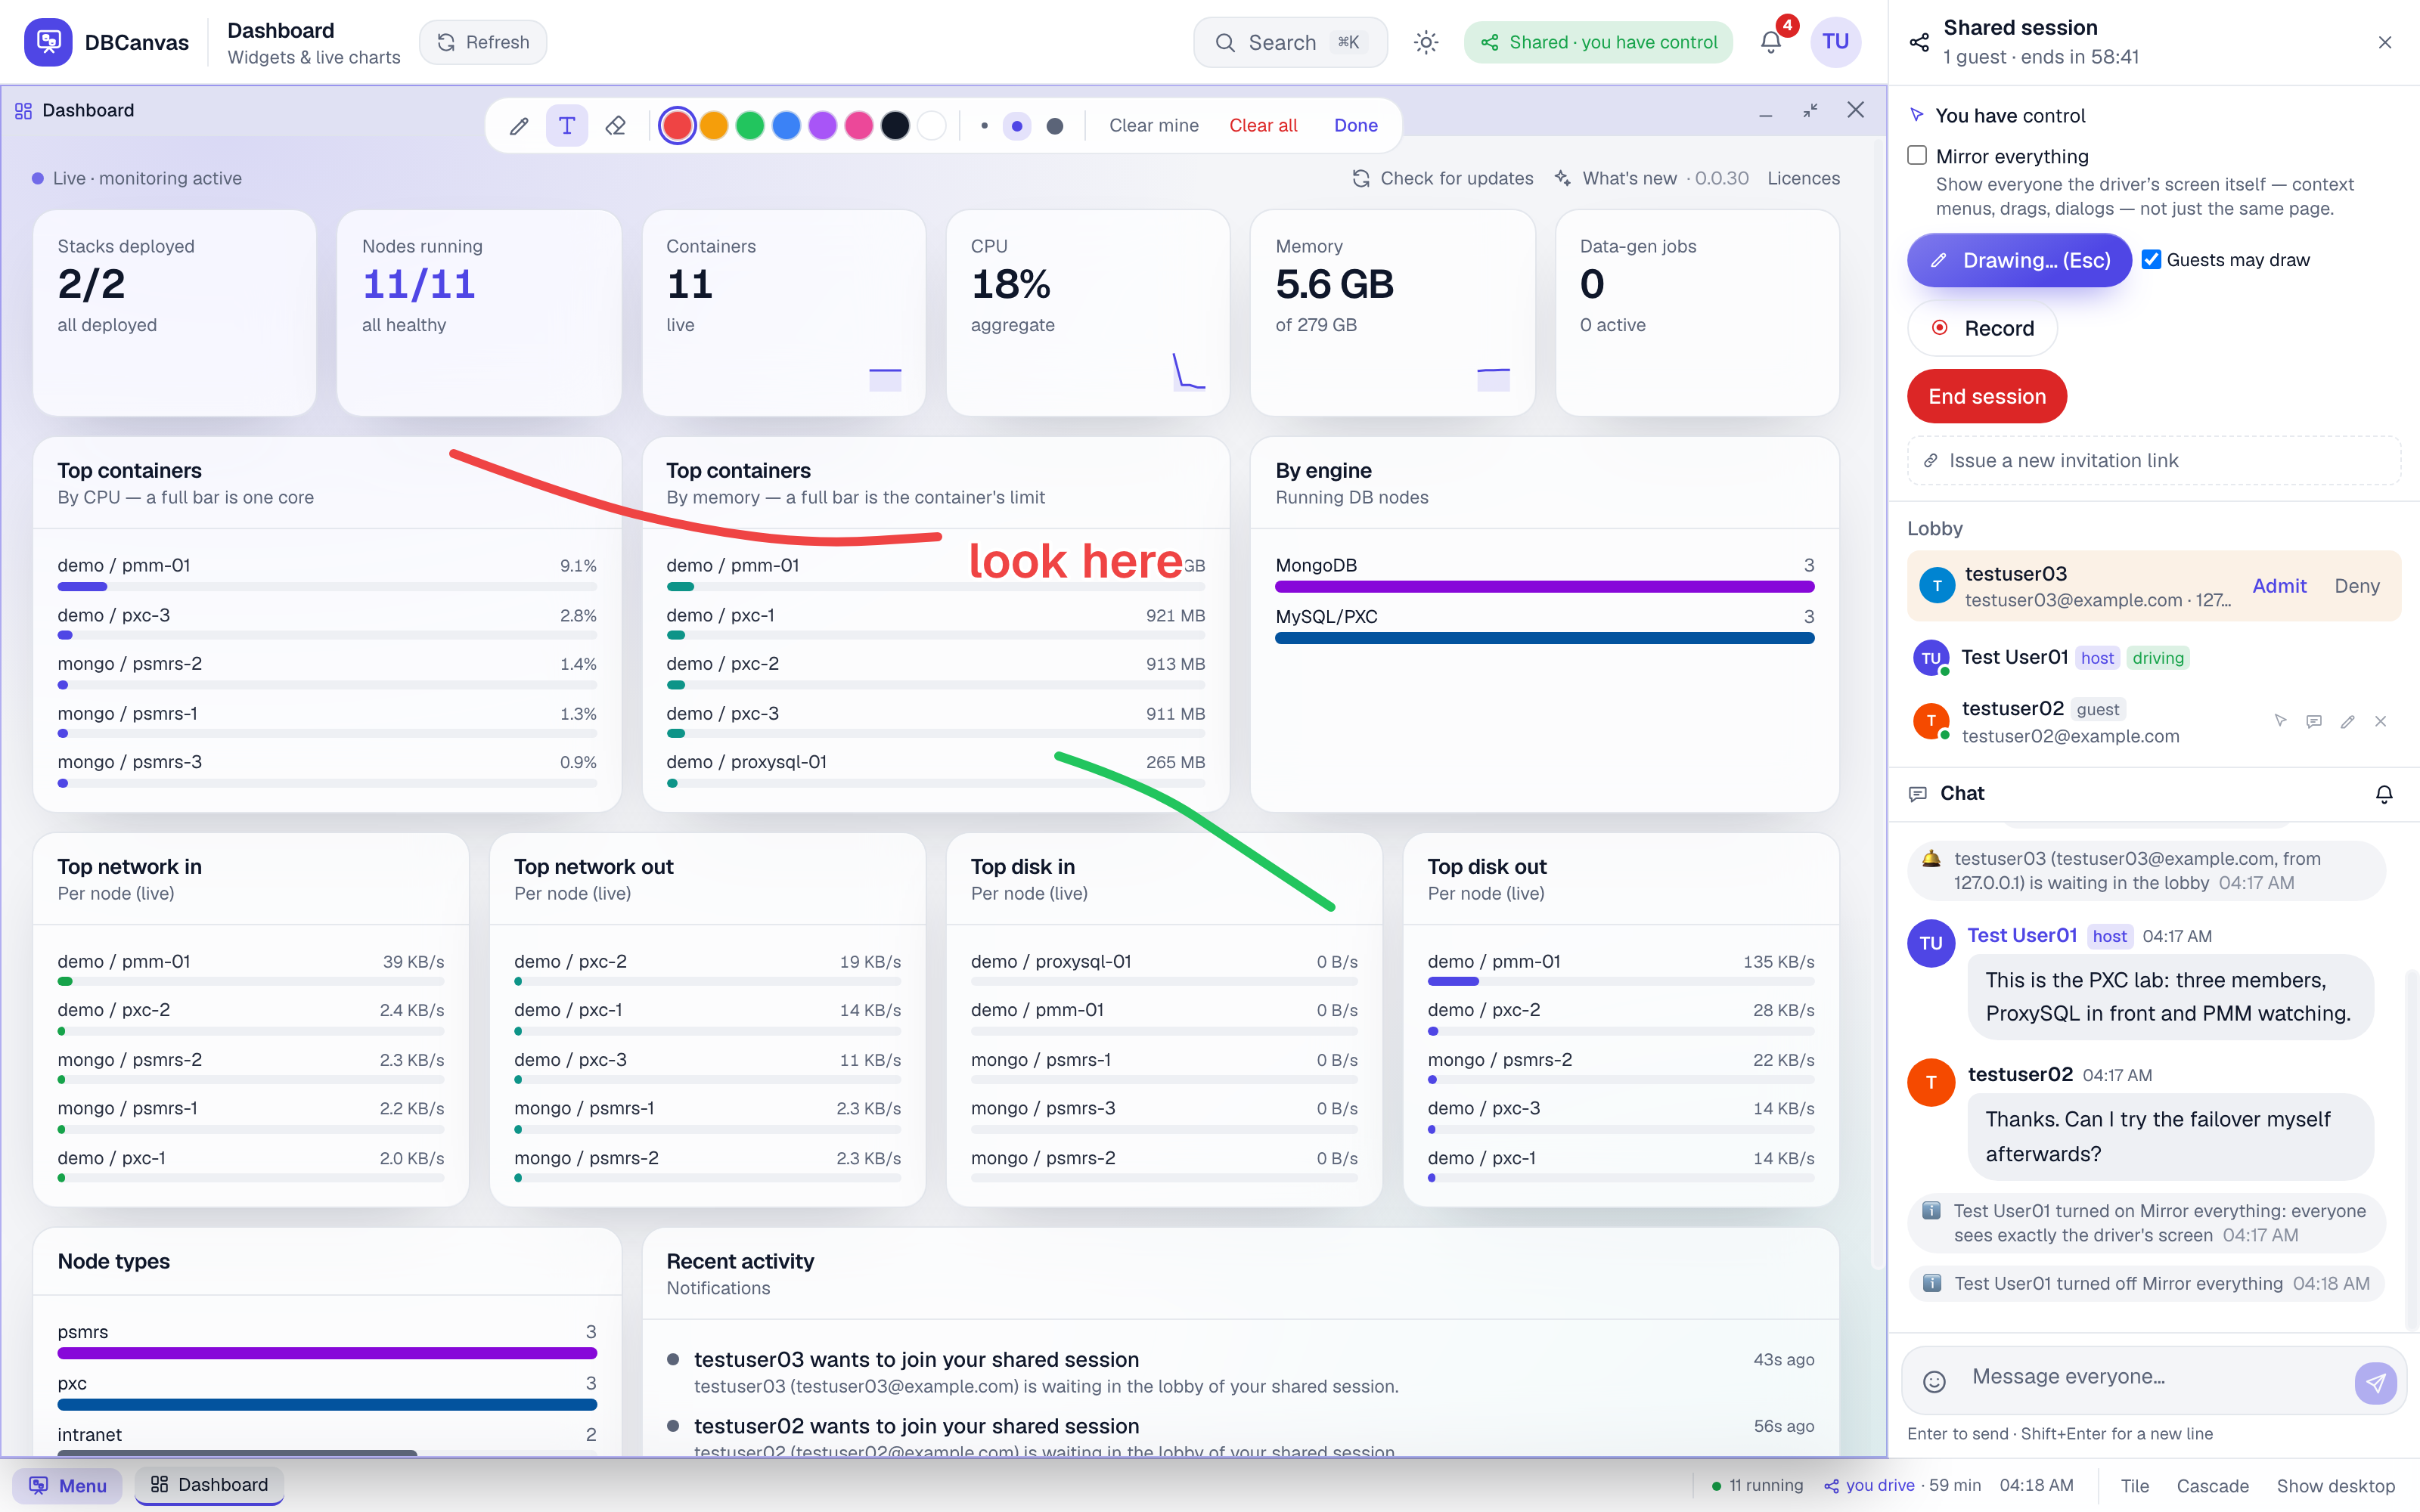 DBCanvas
Dashboard
Widgets & live charts
Refresh
Search ⌘K
Shared · you have control
4
TU
Dashboard
T
Clear mine
Clear all
Done
Live · monitoring active
Check for updates
What's new · 0.0.30
Licences
Stacks deployed
2/2
all deployed
Nodes running
11/11
all healthy
Containers
11
live
CPU
18%
aggregate
Memory
5.6 GB
of 279 GB
Data-gen jobs
0
0 active
Top containers
By CPU — a full bar is one core
demo / pmm-01 9.1%
demo / pxc-3 2.8%
mongo / psmrs-2 1.4%
mongo / psmrs-1 1.3%
mongo / psmrs-3 0.9%
Top containers
By memory — a full bar is the container's limit
look here
demo / pmm-01 GB
demo / pxc-1 921 MB
demo / pxc-2 913 MB
demo / pxc-3 911 MB
demo / proxysql-01 265 MB
By engine
Running DB nodes
MongoDB 3
MySQL/PXC 3
Top network in
Per node (live)
demo / pmm-01 39 KB/s
demo / pxc-2 2.4 KB/s
mongo / psmrs-2 2.3 KB/s
mongo / psmrs-1 2.2 KB/s
demo / pxc-1 2.0 KB/s
Top network out
Per node (live)
demo / pxc-2 19 KB/s
demo / pxc-1 14 KB/s
demo / pxc-3 11 KB/s
mongo / psmrs-1 2.3 KB/s
mongo / psmrs-2 2.3 KB/s
Top disk in
Per node (live)
demo / proxysql-01 0 B/s
demo / pmm-01 0 B/s
mongo / psmrs-1 0 B/s
mongo / psmrs-3 0 B/s
mongo / psmrs-2 0 B/s
Top disk out
Per node (live)
demo / pmm-01 135 KB/s
demo / pxc-2 28 KB/s
mongo / psmrs-2 22 KB/s
demo / pxc-3 14 KB/s
demo / pxc-1 14 KB/s
Node types
psmrs 3
pxc 3
intranet 2
Recent activity
Notifications
testuser03 wants to join your shared session 43s ago
testuser03 (testuser03@example.com) is waiting in the lobby of your shared session.
testuser02 wants to join your shared session 56s ago
testuser02 (testuser02@example.com) is waiting in the lobby of your shared session.
Shared session
1 guest · ends in 58:41
You have control
Mirror everything
Show everyone the driver's screen itself — context
menus, drags, dialogs — not just the same page.
Drawing... (Esc)
Guests may draw
Record
End session
Issue a new invitation link
Lobby
T
testuser03
testuser03@example.com · 127...
Admit
Deny
TU
Test User01 host driving
T
testuser02 guest
testuser02@example.com
Chat
testuser03 (testuser03@example.com, from
127.0.0.1) is waiting in the lobby 04:17 AM
TU
Test User01 host 04:17 AM
This is the PXC lab: three members,
ProxySQL in front and PMM watching.
T
testuser02 04:17 AM
Thanks. Can I try the failover myself
afterwards?
Test User01 turned on Mirror everything: everyone
sees exactly the driver's screen 04:17 AM
Test User01 turned off Mirror everything 04:18 AM
Message everyone...
Enter to send · Shift+Enter for a new line
Menu
Dashboard
11 running
you drive · 59 min
04:18 AM
Tile
Cascade
Show desktop